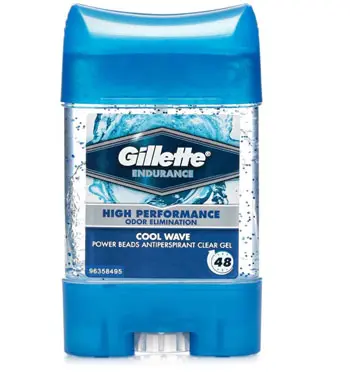 Gillette
ENDURANCE
HIGH PERFORMANCE
ODOR ELIMINATION
COOL WAVE
POWER BEADS ANTIPERSPIRANT CLEAR GEL
48
96358495